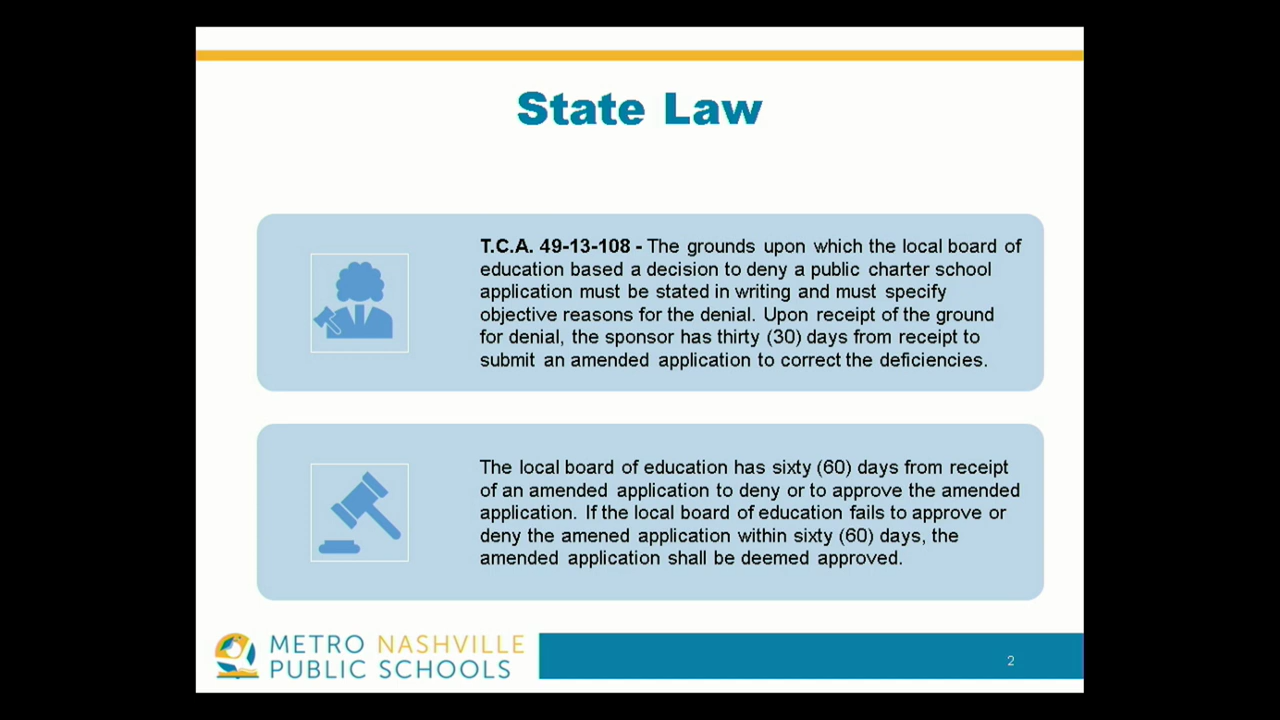 State Law
T.C.A. 49-13-108 - The grounds upon which the local board of
education based a decision to deny a public charter school
application must be stated in writing and must specify
objective reasons for the denial. Upon receipt of the ground
for denial, the sponsor has thirty (30) days from receipt to
submit an amended application to correct the deficiencies.
The local board of education has sixty (60) days from receipt
of an amended application to deny or to approve the amended
application. If the local board of education fails to approve or
deny the amened application within sixty (60) days, the
amended application shall be deemed approved.
METRO NASHVILLE
PUBLIC SCHOOLS
2